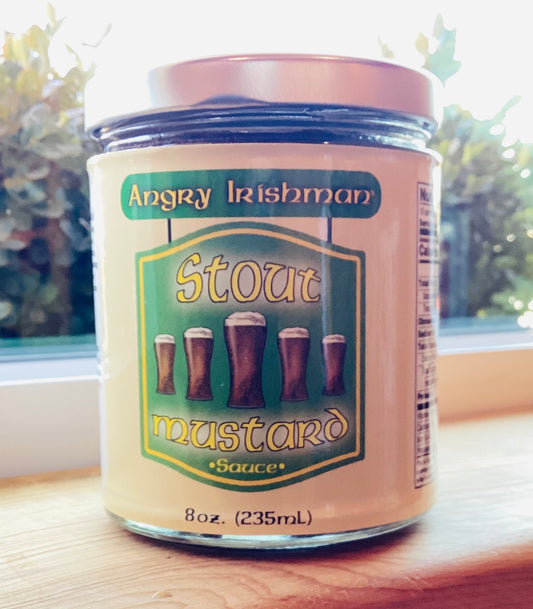 Angry Irishman
Stout
mustard
•Sauce•
8oz. (235mL)